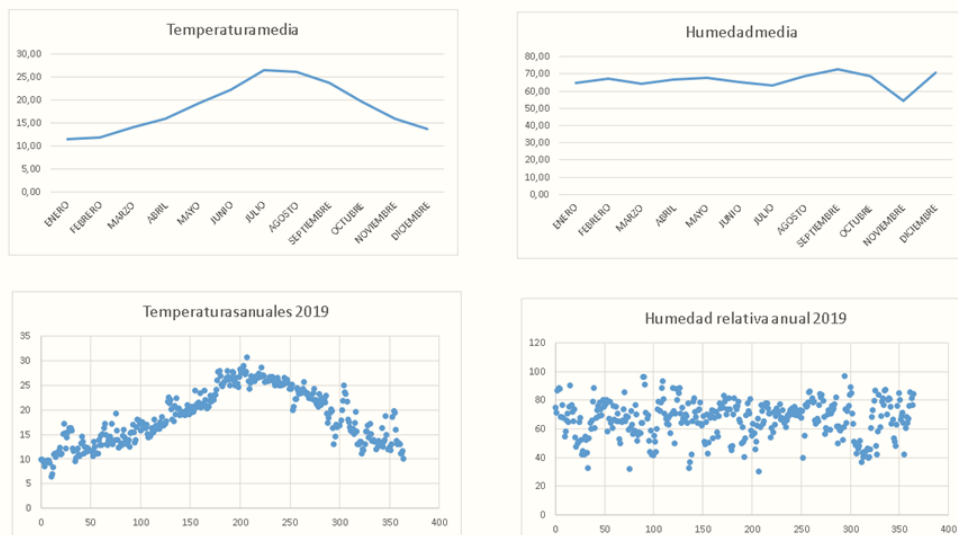 Temperaturamedia
30,00
25,00
20,00
15,00
10,00
5,00
0,00
ENERO
FEBRERO
MARZO
ABRIL
MAYO
JUNIO
JULIO
AGOSTO
SEPTIEMBRE
OCTUBRE
NOVIEMBRE
DICIEMBRE
Humedadmedia
80,00
70,00
60,00
50,00
40,00
30,00
20,00
10,00
0,00
ENERO
FEBRERO
MARZO
ABRIL
MAYO
JUNIO
JULIO
AGOSTO
SEPTIEMBRE
OCTUBRE
NOVIEMBRE
DICIEMBRE
Temperaturasanuales 2019
35
30
25
20
15
10
5
0
0 50 100 150 200 250 300 350 400
Humedad relativa anual 2019
120
100
80
60
40
20
0
0 50 100 150 200 250 300 350 400